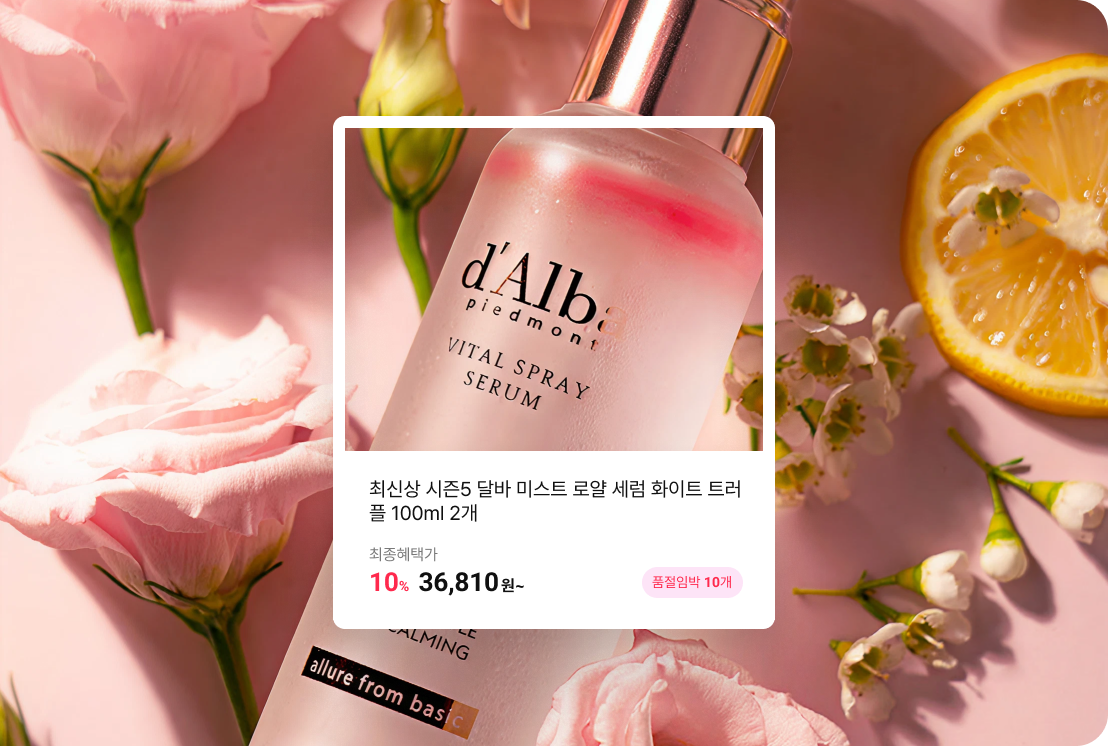 d'Alba
piedmont
VITAL SPRAY
SERUM
최신상 시즌5 달바 미스트 로얄 세럼 화이트 트러
플 100ml 2개
최종혜택가
10% 36,810원~
품절임박 10개
CALMING
allure from basic